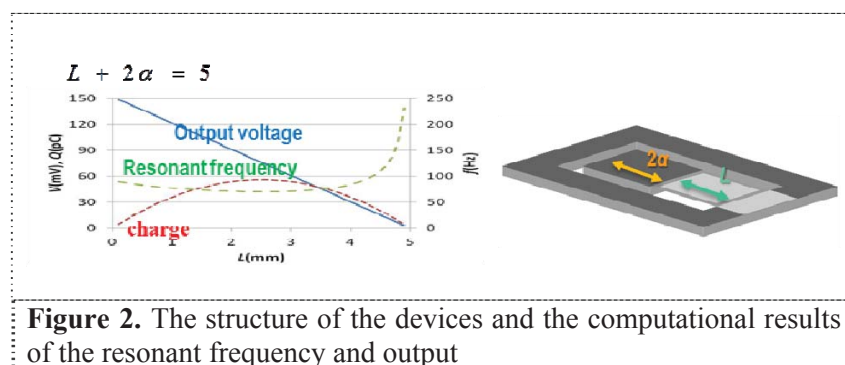 L + 2α = 5
150
120
90
60
30
0
V(mV),Q(pC)
Output voltage
Resonant frequency
charge
250
200
150
100
50
0
f(Hz)
0 1 2 3 4 5
L(mm)
2α
L
Figure 2. The structure of the devices and the computational results
of the resonant frequency and output